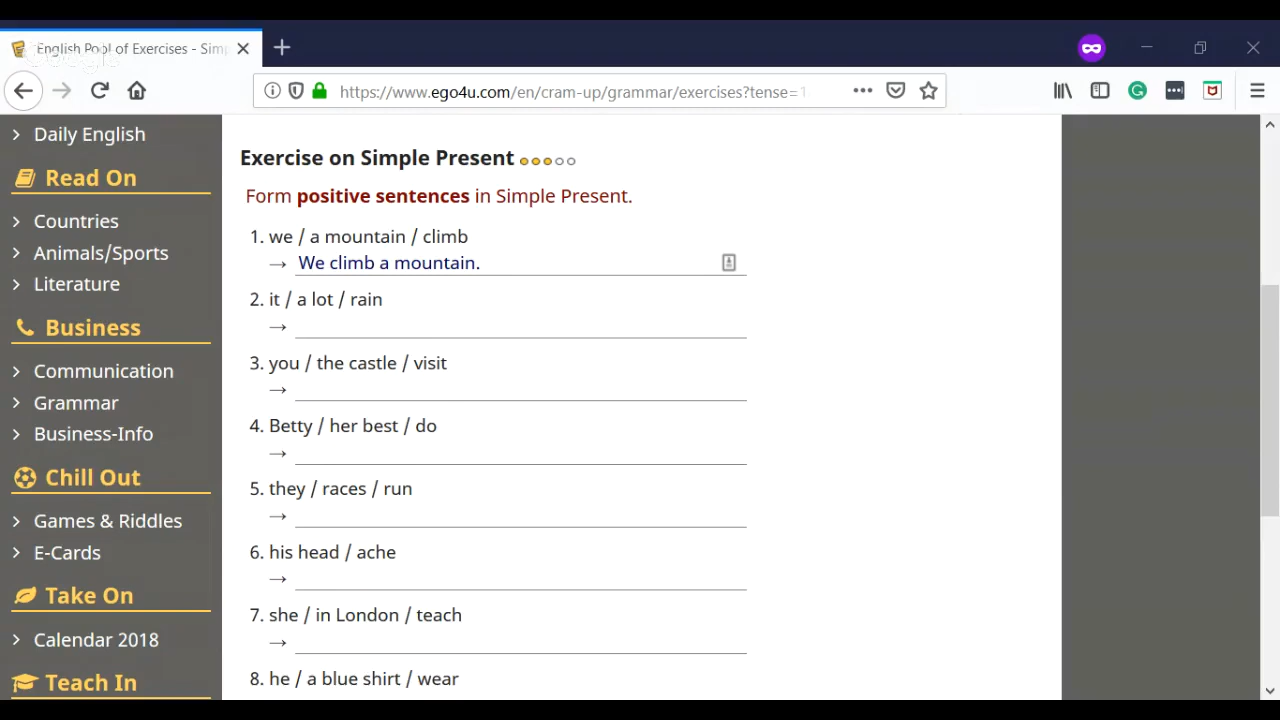 English Pool of Exercises - Sim
https://www.ego4u.com/en/cram-up/grammar/exercises?tense=1
Daily English
Read On
Countries
Animals/Sports
Literature
Business
Communication
Grammar
Business-Info
Chill Out
Games & Riddles
E-Cards
Take On
Calendar 2018
Teach In
Exercise on Simple Present
Form positive sentences in Simple Present.
1. we / a mountain / climb
→ We climb a mountain.
2. it / a lot / rain
→
3. you / the castle / visit
→
4. Betty / her best / do
→
5. they / races / run
→
6. his head / ache
→
7. she / in London / teach
→
8. he / a blue shirt / wear